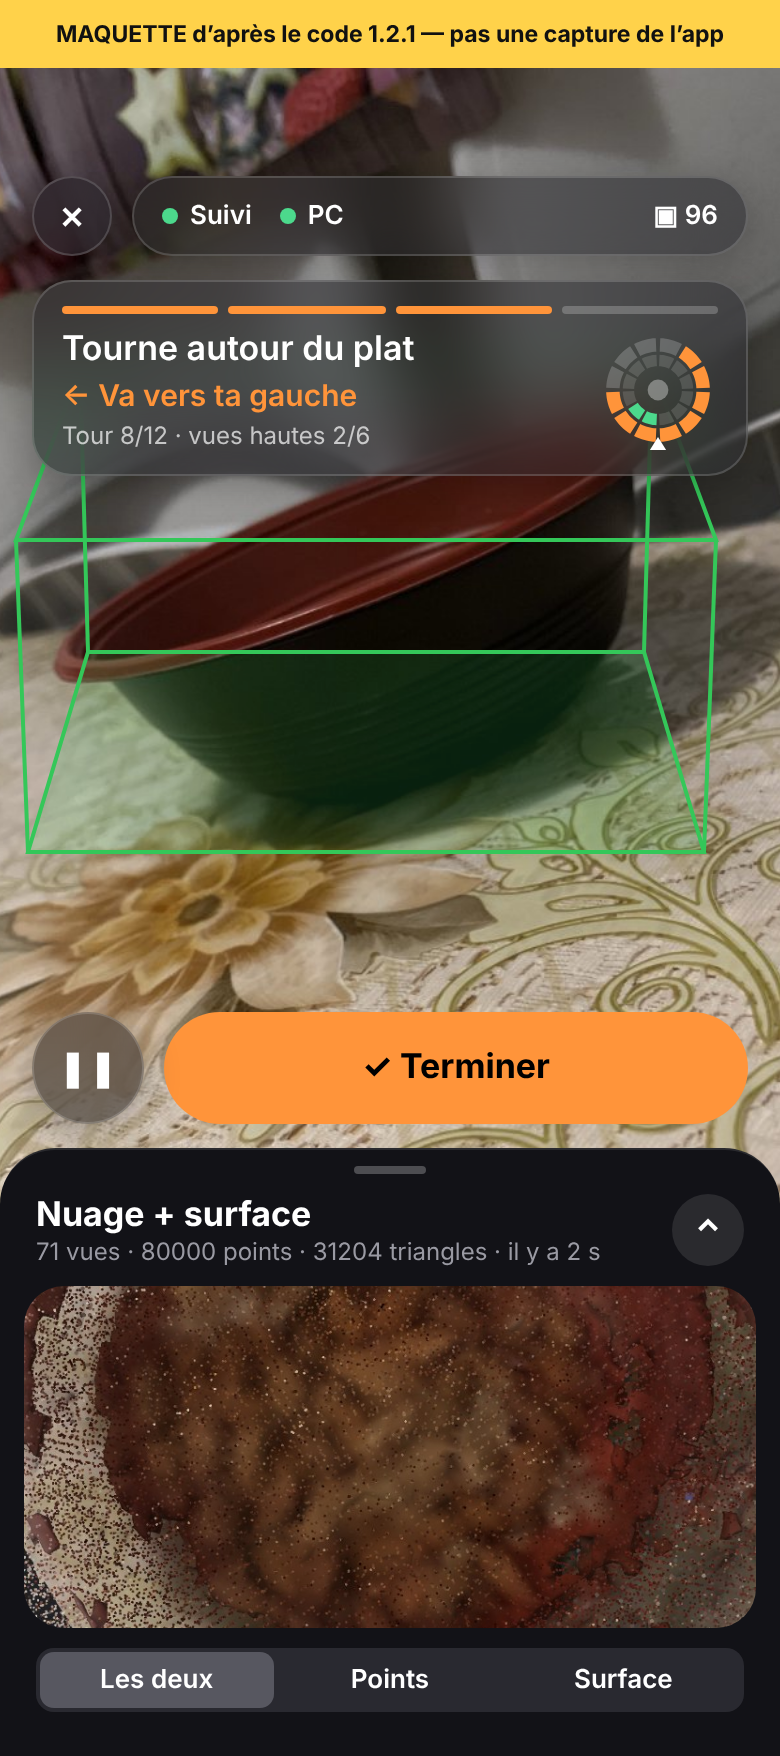 MAQUETTE d’après le code 1.2.1 — pas une capture de l’app
✕ Suivi PC ▣ 96
Tourne autour du plat
← Va vers ta gauche
Tour 8/12 · vues hautes 2/6
✓ Terminer
Nuage + surface
71 vues · 80000 points · 31204 triangles · il y a 2 s
Les deux Points Surface